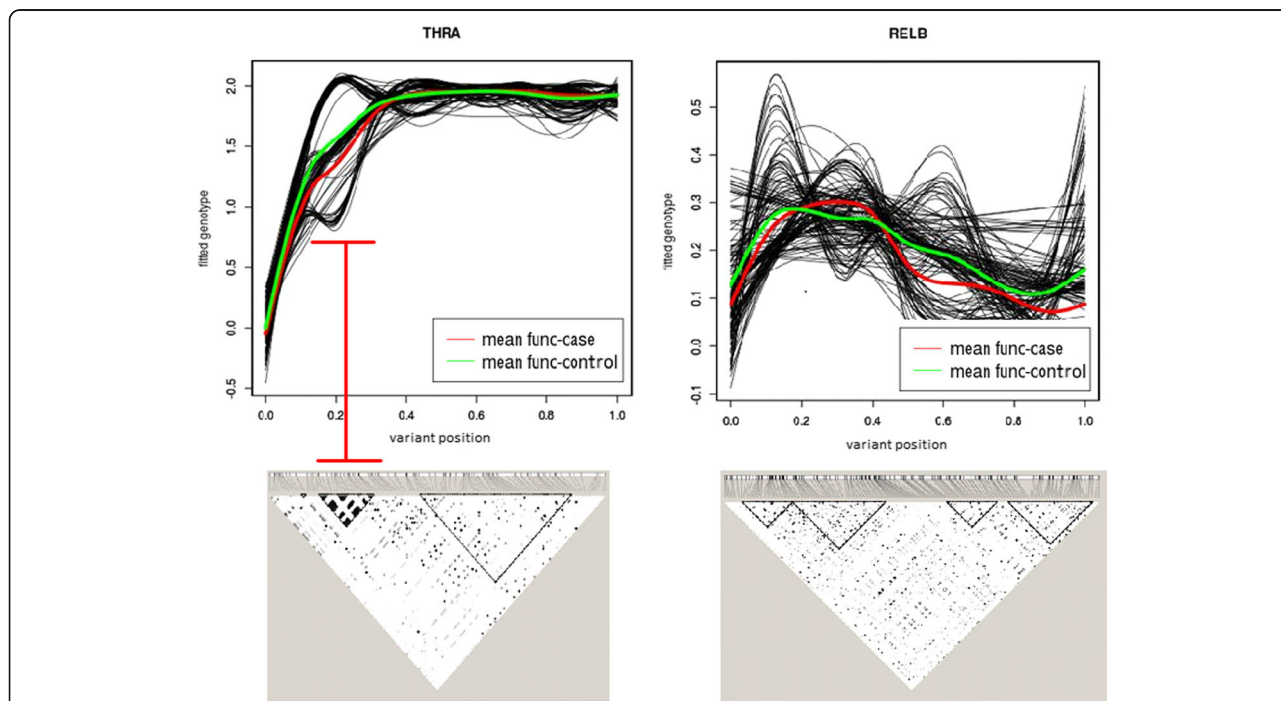 THRA
RELB
fitted genotype
2.0
1.5
1.0
0.5
0.0
-0.5
mean func-case
mean func-control
0.0 0.2 0.4 0.6 0.8 1.0
variant position
fitted genotype
0.5
0.4
0.3
0.2
0.1
0.0
-0.1
mean func-case
mean func-control
0.0 0.2 0.4 0.6 0.8 1.0
variant position